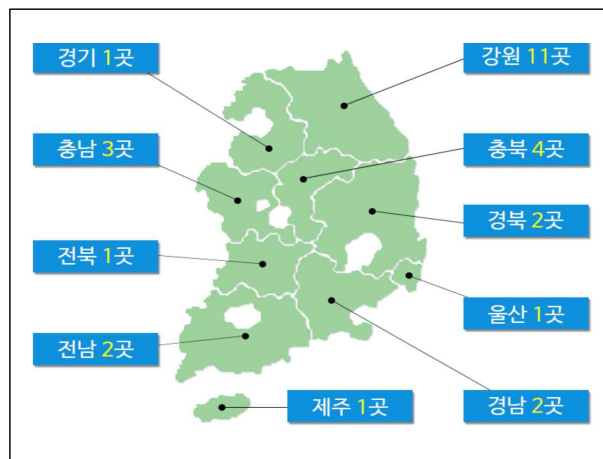 경기 1곳
강원 11곳
충남 3곳
충북 4곳
경북 2곳
전북 1곳
울산 1곳
전남 2곳
제주 1곳
경남 2곳